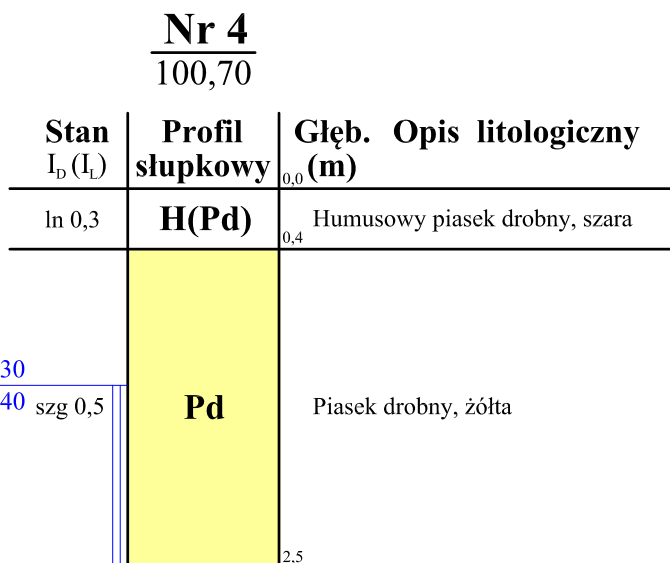 Nr 4
100,70
Stan Profil Głęb. Opis litologiczny
I_D (I_L) słupkowy 0,0 (m)
ln 0,3 H(Pd) Humusowy piasek drobny, szara
0,4
30
40 szg 0,5 Pd Piasek drobny, żółta
2,5